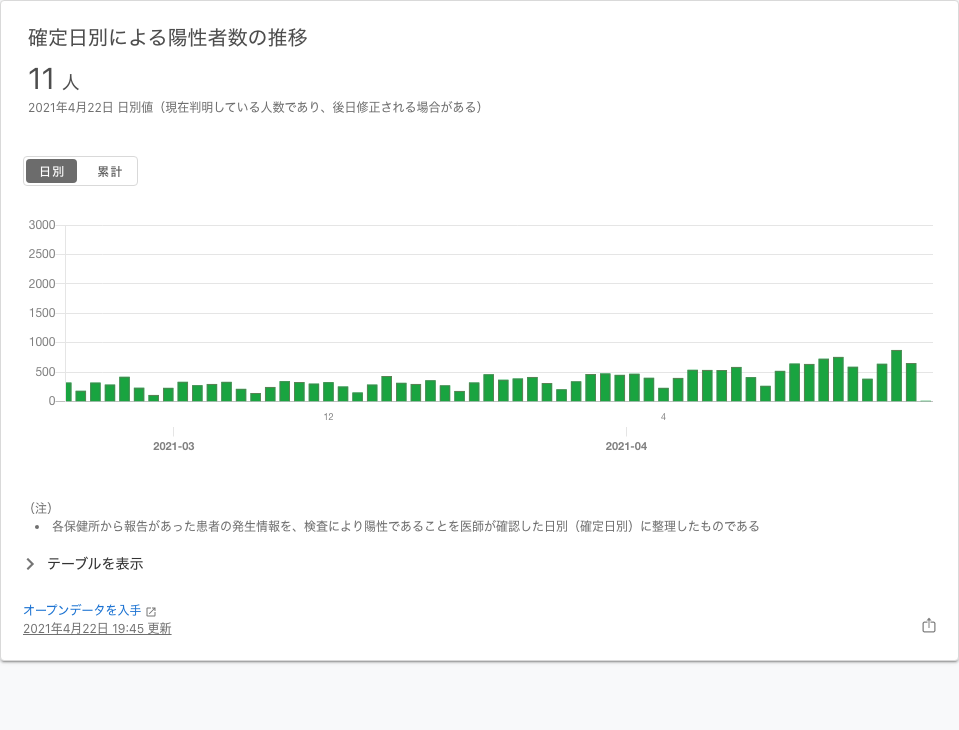 確定日別による陽性者数の推移
11 人
2021年4月22日 日別値（現在判明している人数であり、後日修正される場合がある）
日別 累計
3000
2500
2000
1500
1000
500
0
12 4
2021-03 2021-04
（注）
• 各保健所から報告があった患者の発生情報を、検査により陽性であることを医師が確認した日別（確定日別）に整理したものである
テーブルを表示
オープンデータを入手
2021年4月22日 19:45 更新